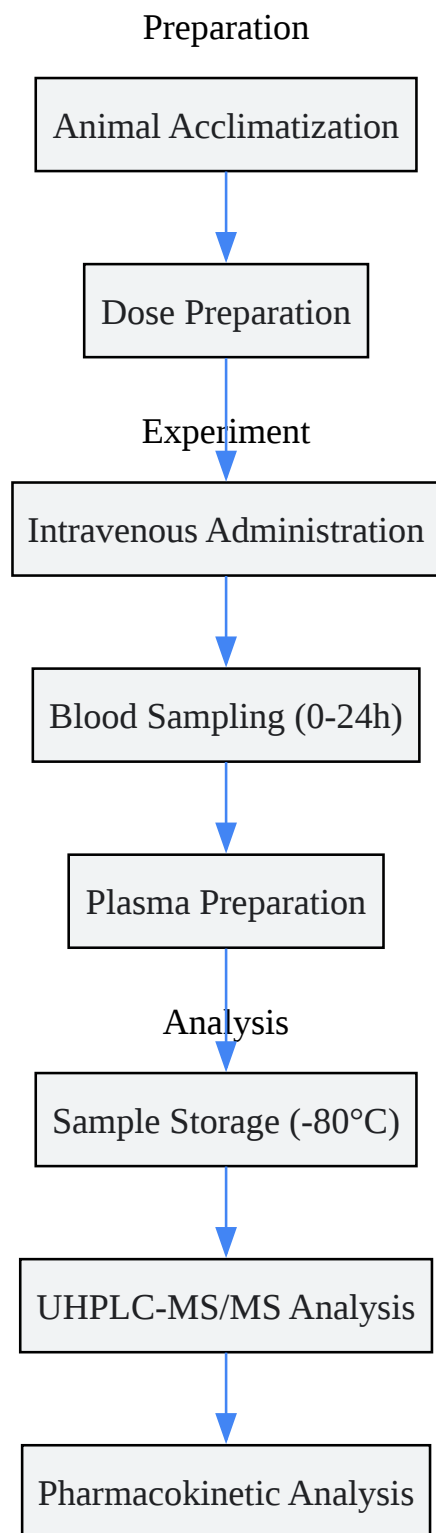 Preparation
Animal Acclimatization
Dose Preparation
Experiment
Intravenous Administration
Blood Sampling (0-24h)
Plasma Preparation
Analysis
Sample Storage (-80°C)
UHPLC-MS/MS Analysis
Pharmacokinetic Analysis